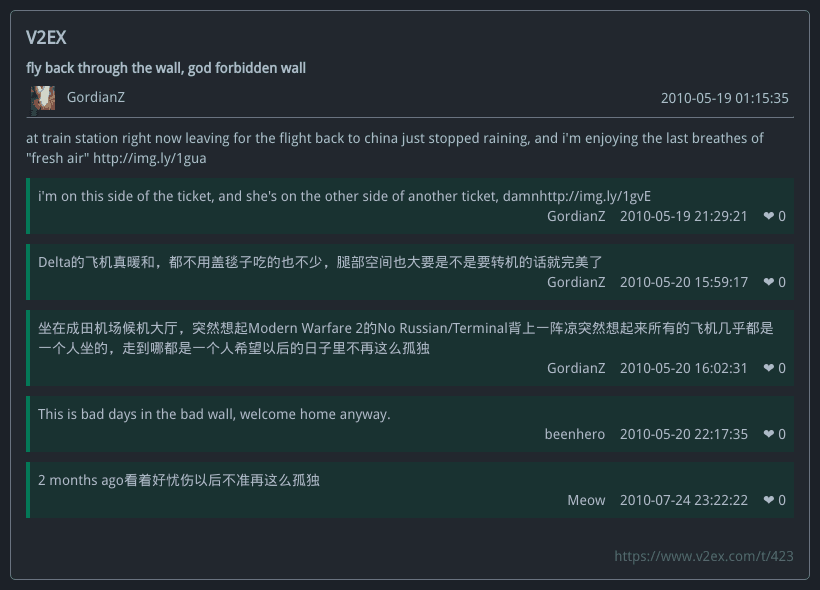 V2EX
fly back through the wall, god forbidden wall
GordianZ 2010-05-19 01:15:35
at train station right now leaving for the flight back to china just stopped raining, and i'm enjoying the last breathes of
"fresh air" http://img.ly/1gua
i'm on this side of the ticket, and she's on the other side of another ticket, damnhttp://img.ly/1gvE
GordianZ 2010-05-19 21:29:21 ❤ 0
Delta的飞机真暖和，都不用盖毯子吃的也不少，腿部空间也大要是不是要转机的话就完美了
GordianZ 2010-05-20 15:59:17 ❤ 0
坐在成田机场候机大厅，突然想起Modern Warfare 2的No Russian/Terminal背上一阵凉突然想起来所有的飞机几乎都是
一个人坐的，走到哪都是一个人希望以后的日子里不再这么孤独
GordianZ 2010-05-20 16:02:31 ❤ 0
This is bad days in the bad wall, welcome home anyway.
beenhero 2010-05-20 22:17:35 ❤ 0
2 months ago看着好忧伤以后不准再这么孤独
Meow 2010-07-24 23:22:22 ❤ 0
https://www.v2ex.com/t/423